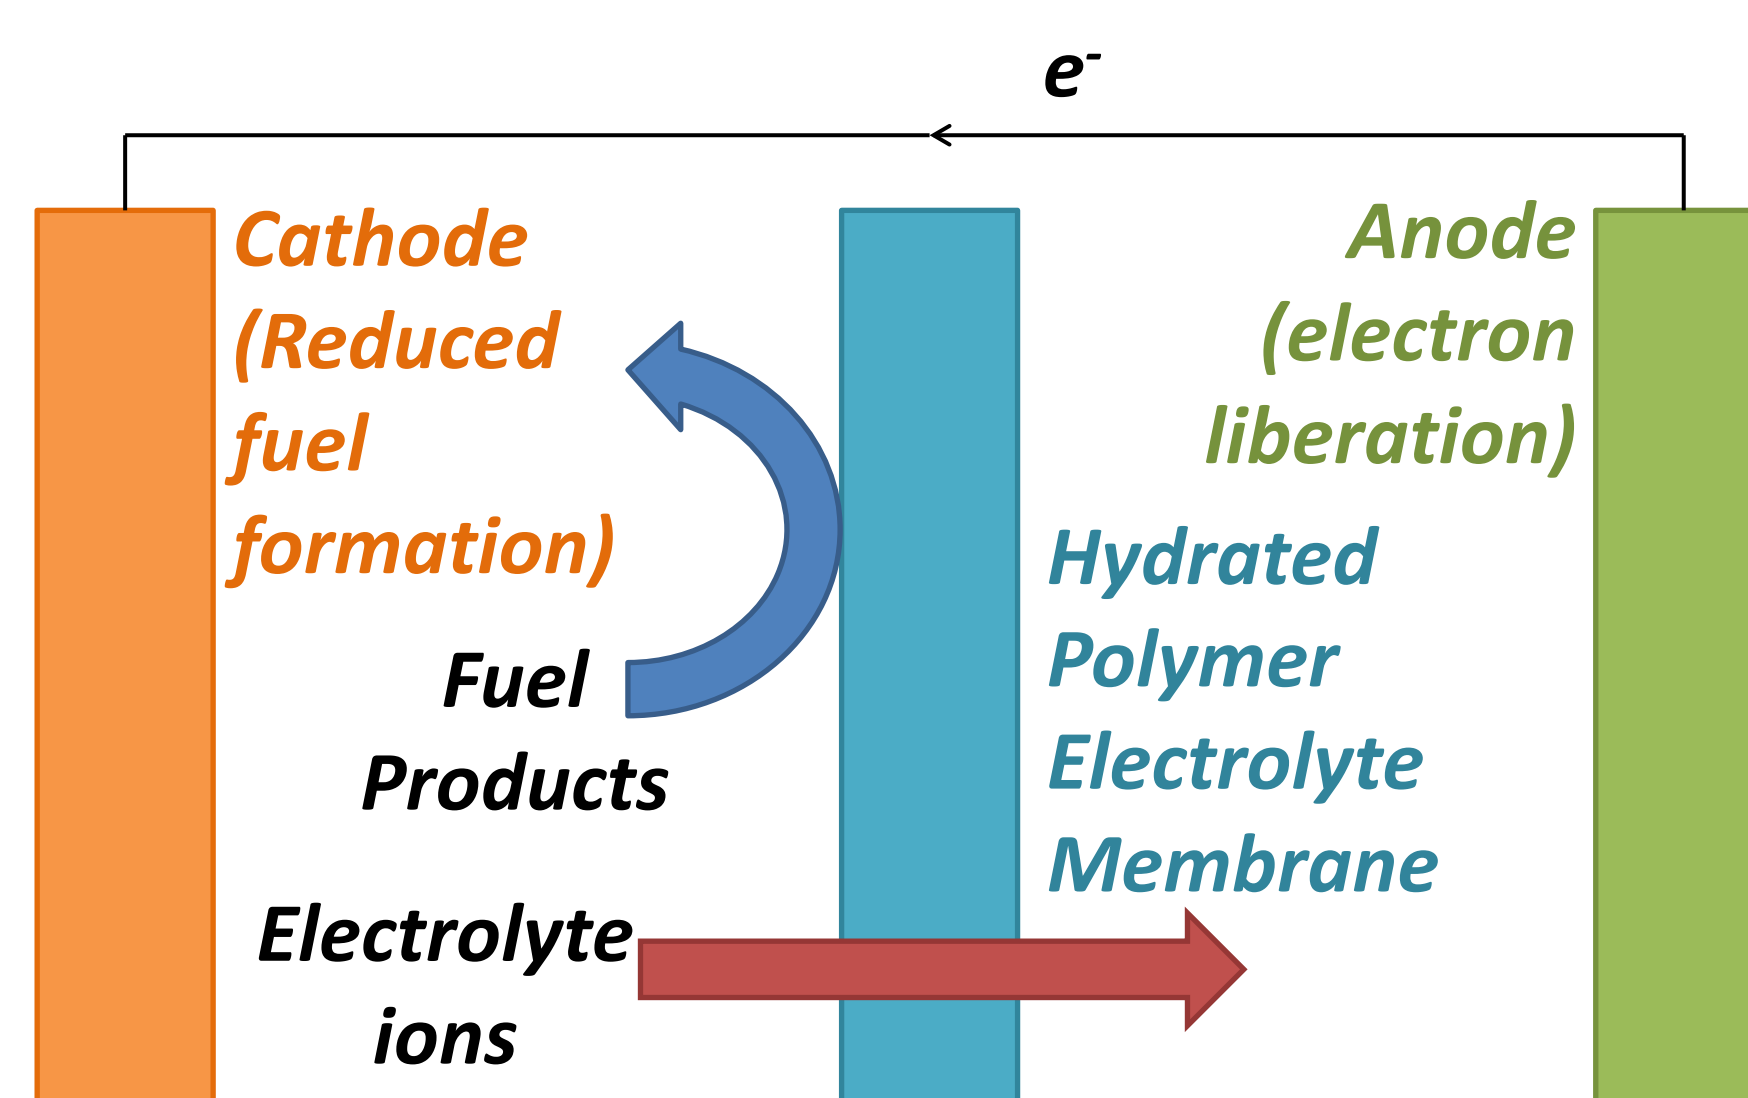 e-
Cathode
(Reduced
fuel
formation)
Anode
(electron
liberation)
Hydrated
Polymer
Electrolyte
Membrane
Fuel
Products
Electrolyte
ions